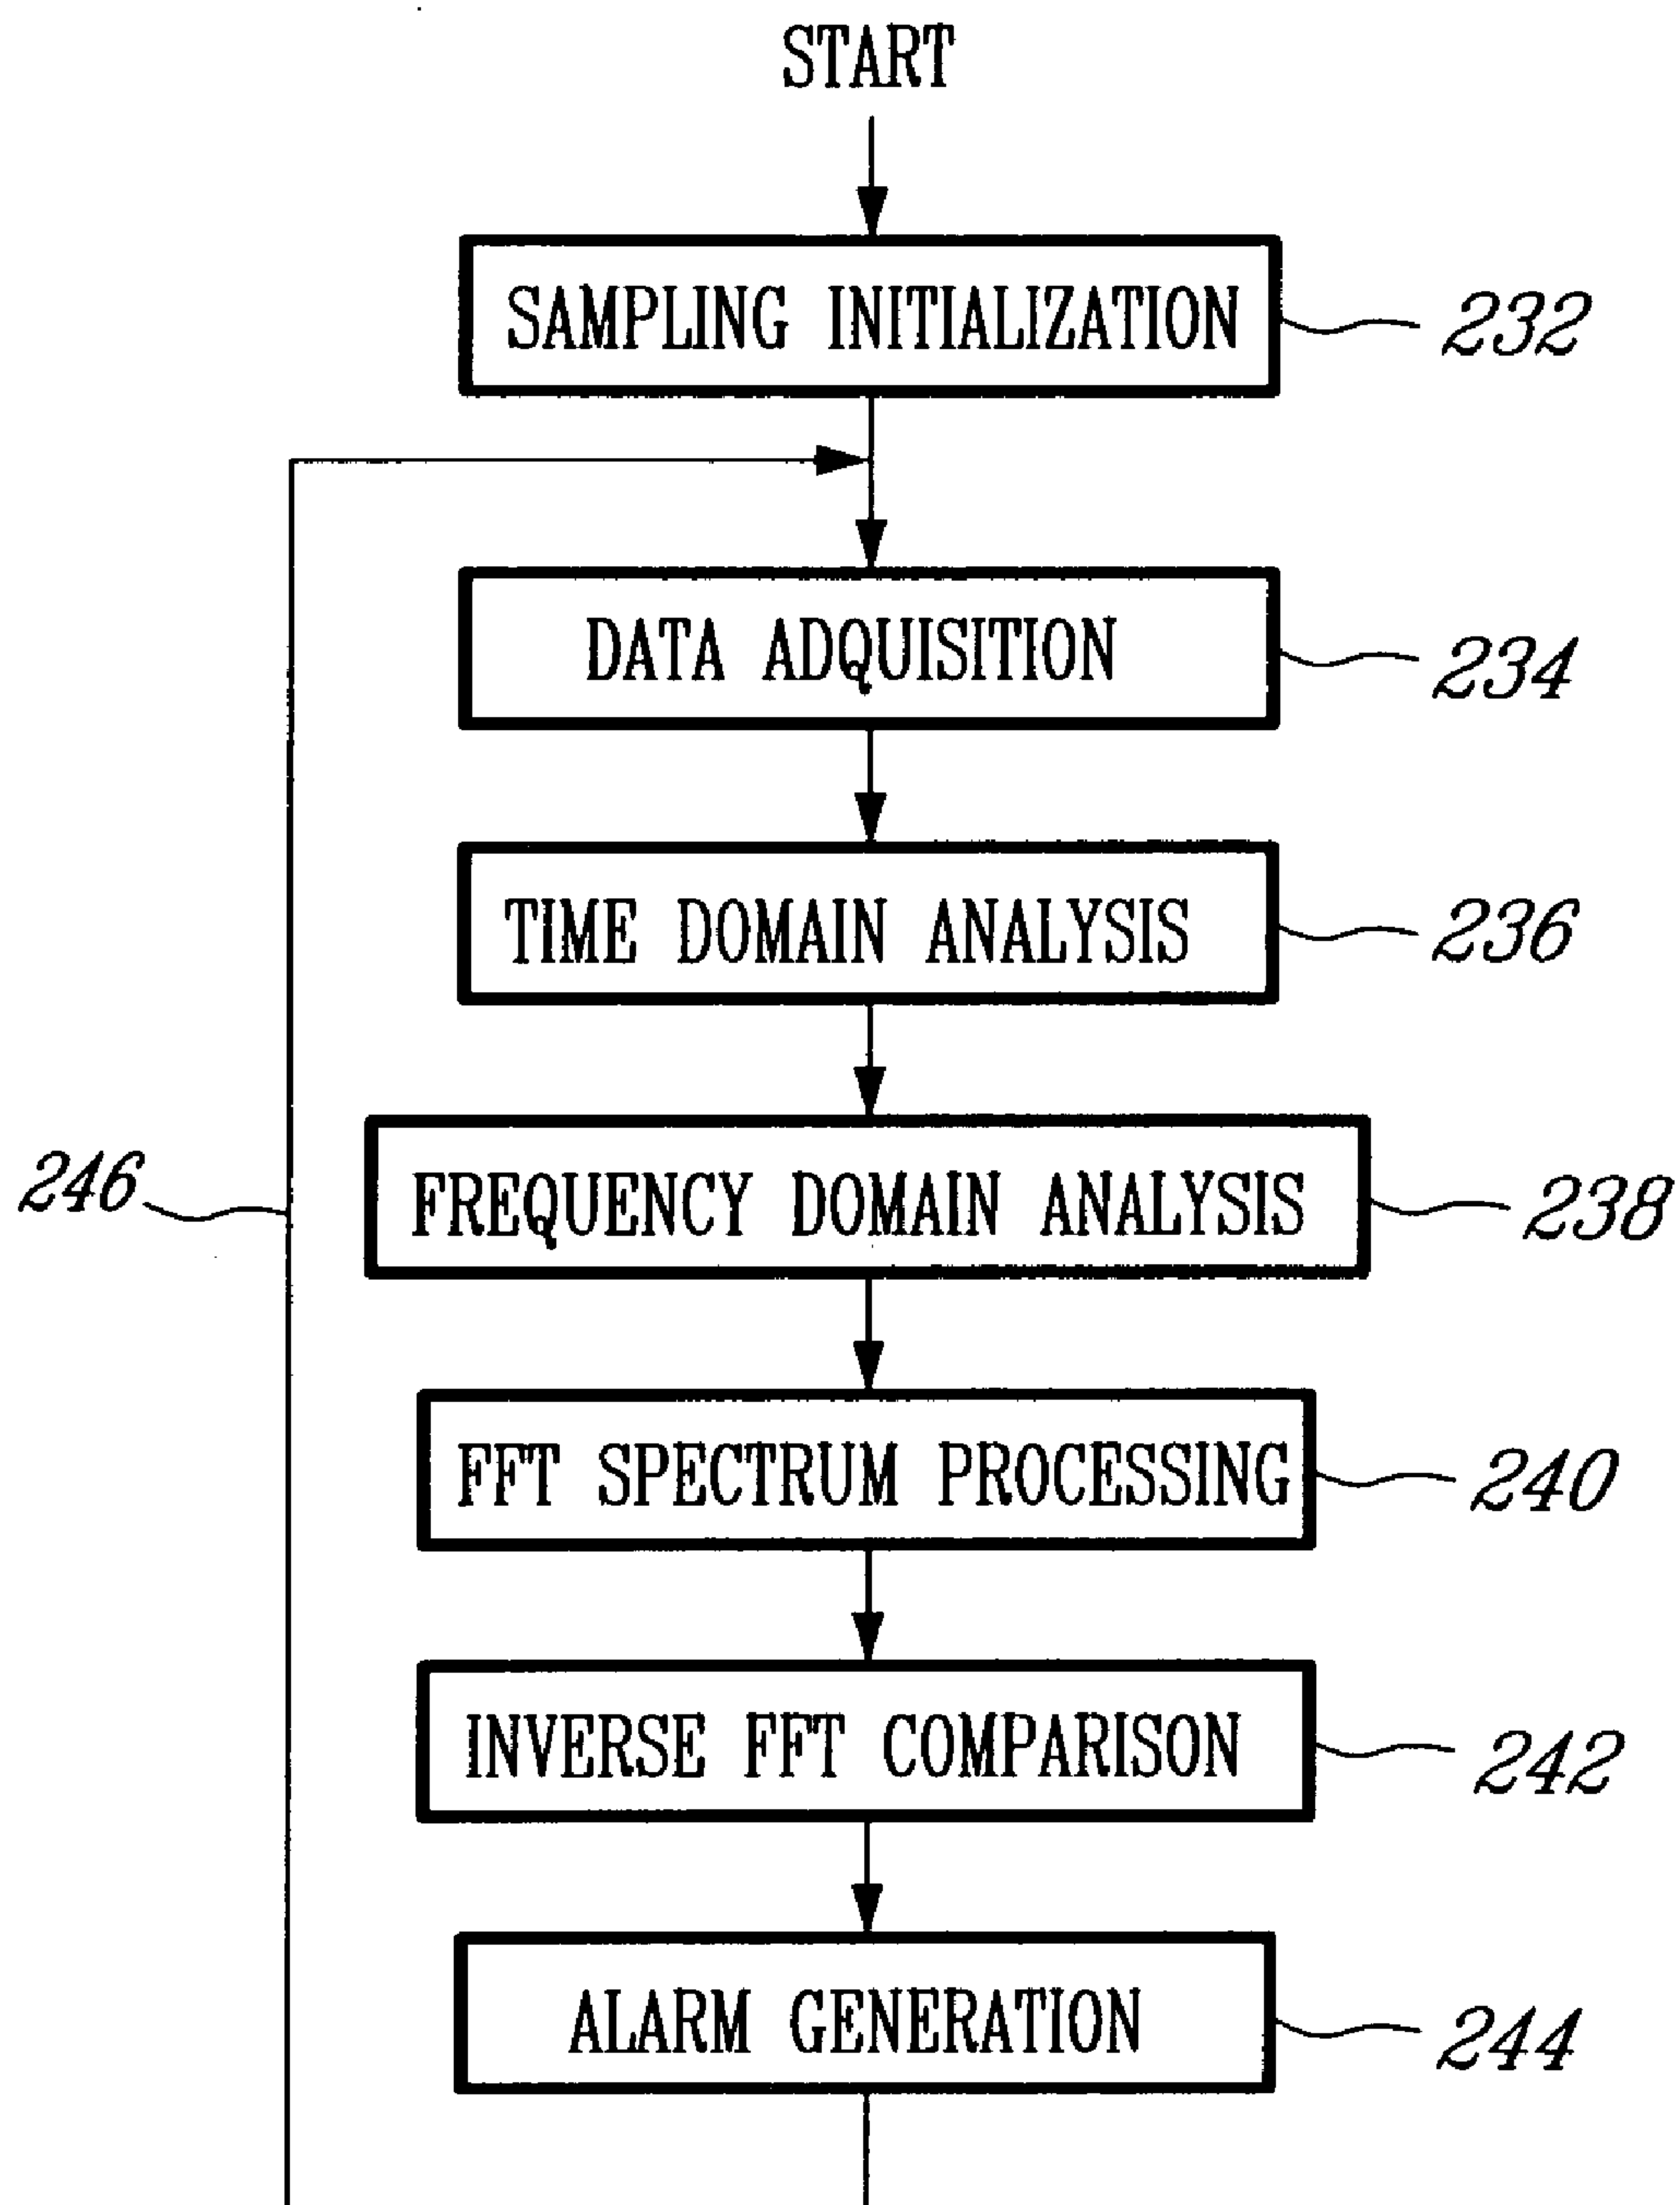 START
SAMPLING INITIALIZATION
232
DATA ADQUISITION
234
TIME DOMAIN ANALYSIS
236
246
FREQUENCY DOMAIN ANALYSIS
238
FFT SPECTRUM PROCESSING
240
INVERSE FFT COMPARISON
242
ALARM GENERATION
244